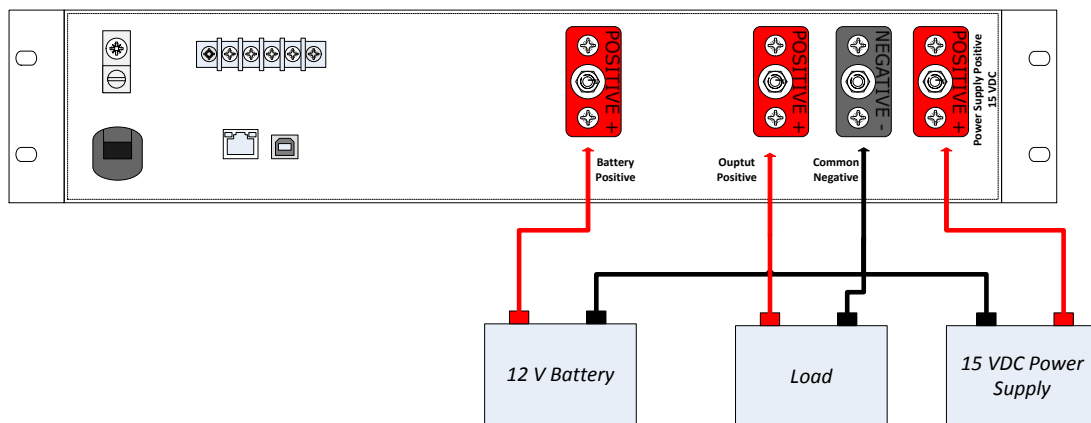 POSITIVE +
POSITIVE +
NEGATIVE -
POSITIVE +
Power Supply Positive
15 VDC
Battery
Positive
Ouptut
Positive
Common
Negative
12 V Battery
Load
15 VDC Power
Supply